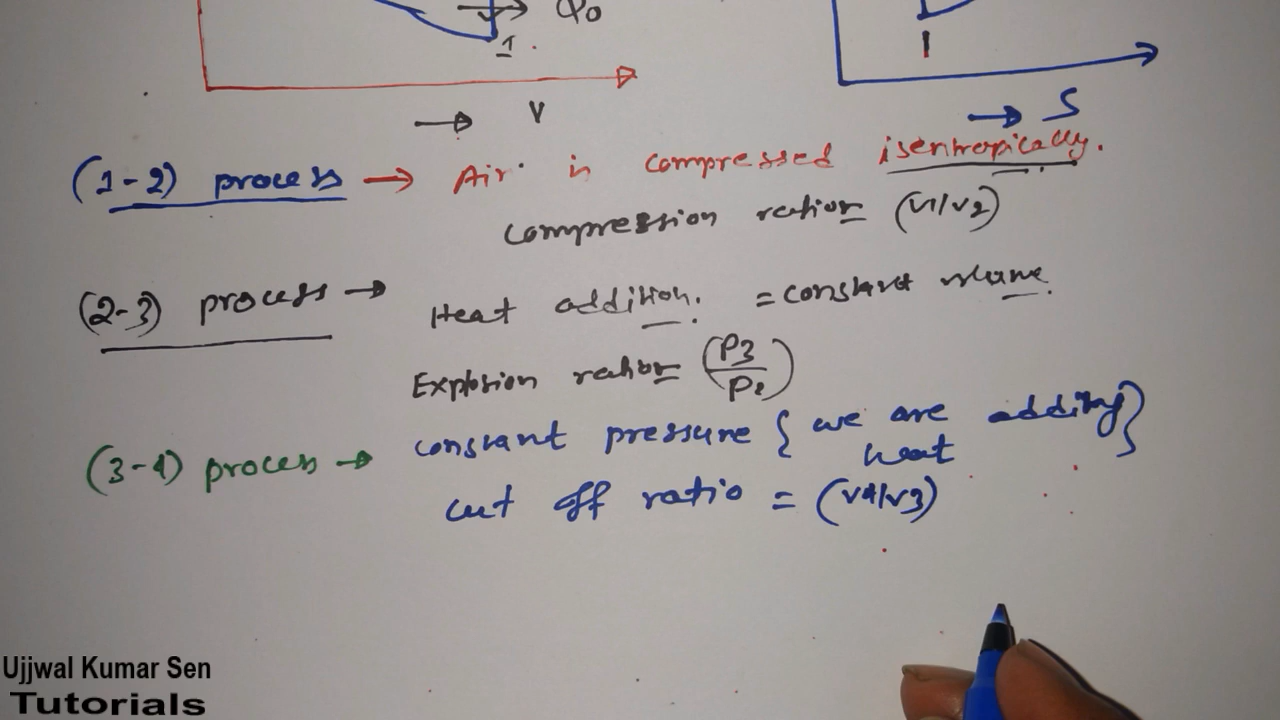 Φo
1
1
V
S
(1-2) process → Air is compressed isentropically.
compression ratio = (V1/V2)
(2-3) process → Heat addition. = constant volume.
Explosion ratio = (P3/P2)
(3-4) process → constant pressure { we are adding heat }
cut off ratio = (V4/V3)
Ujjwal Kumar Sen
Tutorials